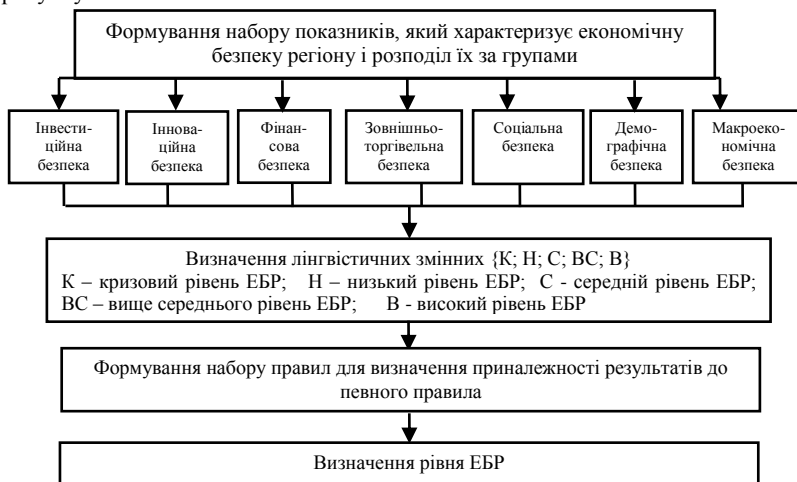 Формування набору показників, який характеризує економічну
безпеку регіону і розподіл їх за групами
Інвести-
ційна
безпека
Іннова-
ційна
безпека
Фінан-
сова
безпека
Зовнішньо-
торгівельна
безпека
Соціальна
безпека
Демо-
графічна
безпека
Макроеко-
номічна
безпека
Визначення лінгвістичних змінних {К; Н; С; ВС; В}
К – кризовий рівень ЕБР; Н – низький рівень ЕБР; С - середній рівень ЕБР;
ВС – вище середнього рівень ЕБР; В - високий рівень ЕБР
Формування набору правил для визначення приналежності результатів до
певного правила
Визначення рівня ЕБР